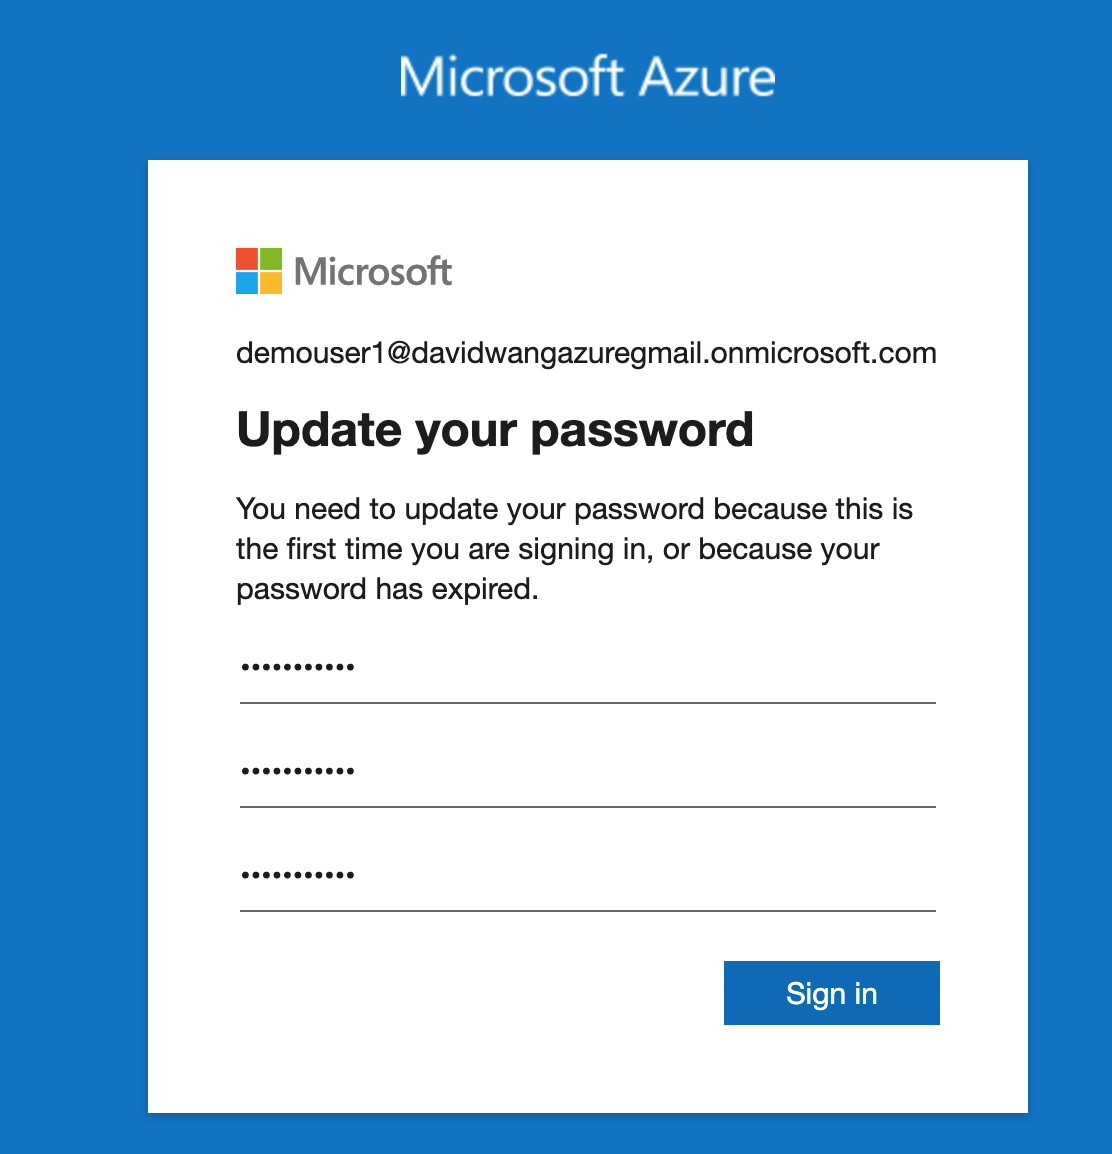 Microsoft Azure
Microsoft
demouser1@davidwangazuregmail.onmicrosoft.com
Update your password
You need to update your password because this is
the first time you are signing in, or because your
password has expired.
•••••••••••
•••••••••••
•••••••••••
Sign in